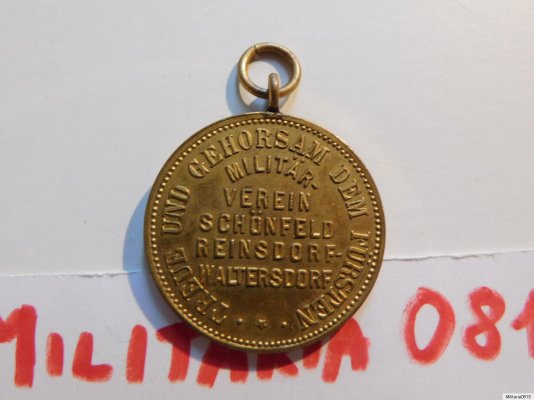 TREUE UND GEHORSAM DEM FÜRSTEN
MILITÄR-
VEREIN
SCHÖNFELD
REINSDORF-
WALTERSDORF
MILITARIA 081
Militaria0815